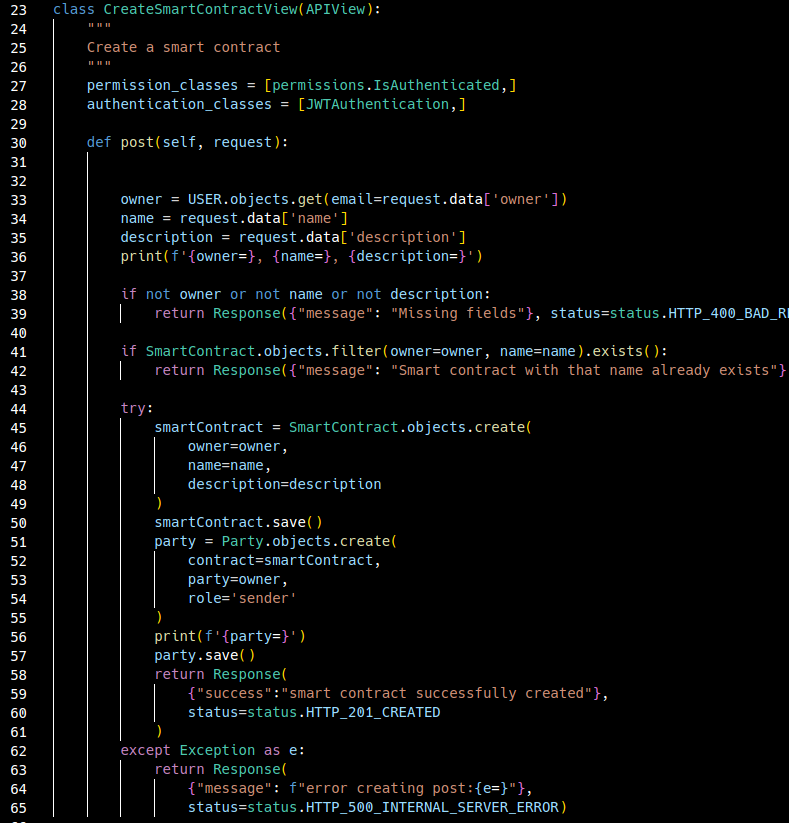 23 class CreateSmartContractView(APIView):
24     """
25     Create a smart contract
26     """
27     permission_classes = [permissions.IsAuthenticated,]
28     authentication_classes = [JWTAuthentication,]
29
30     def post(self, request):
31
32
33         owner = USER.objects.get(email=request.data['owner'])
34         name = request.data['name']
35         description = request.data['description']
36         print(f'{owner=}, {name=}, {description=}')
37
38         if not owner or not name or not description:
39             return Response({"message": "Missing fields"}, status=status.HTTP_400_BAD_R
40
41         if SmartContract.objects.filter(owner=owner, name=name).exists():
42             return Response({"message": "Smart contract with that name already exists"}
43
44         try:
45             smartContract = SmartContract.objects.create(
46                 owner=owner,
47                 name=name,
48                 description=description
49             )
50             smartContract.save()
51             party = Party.objects.create(
52                 contract=smartContract,
53                 party=owner,
54                 role='sender'
55             )
56             print(f'{party=}')
57             party.save()
58             return Response(
59                 {"success":"smart contract successfully created"},
60                 status=status.HTTP_201_CREATED
61             )
62         except Exception as e:
63             return Response(
64                 {"message": f"error creating post:{e=}"},
65                 status=status.HTTP_500_INTERNAL_SERVER_ERROR)